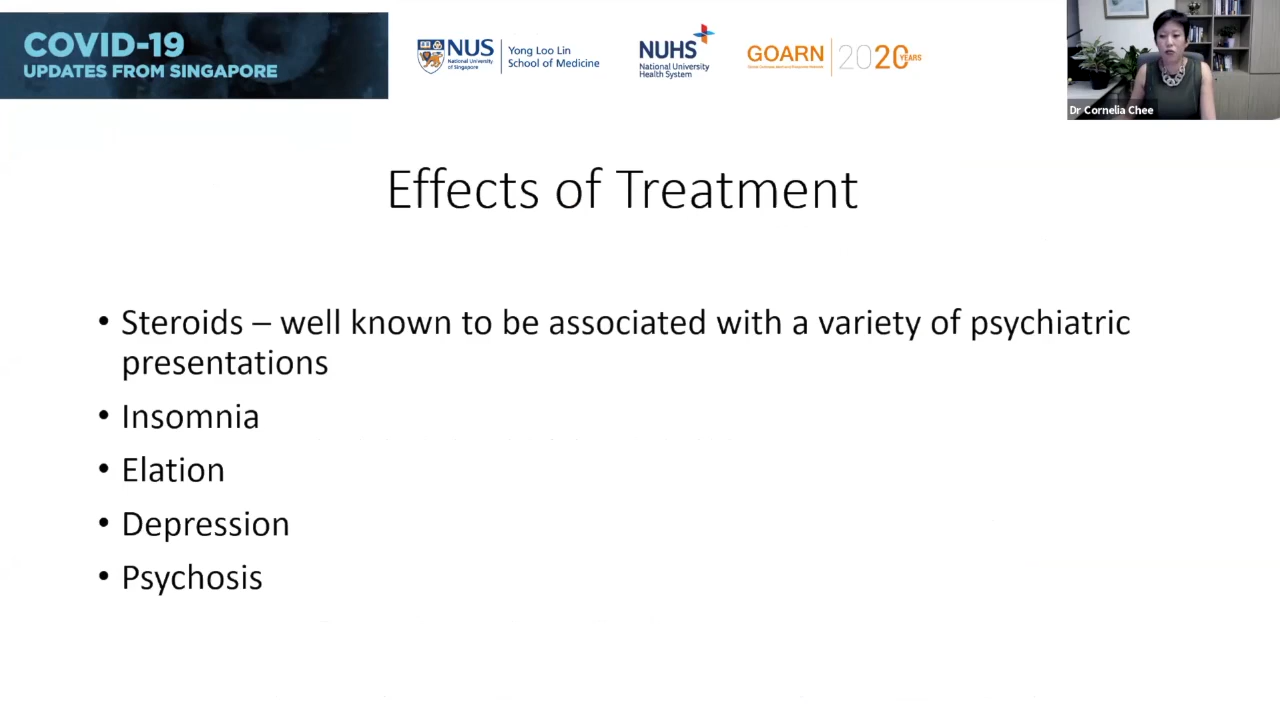 COVID-19
UPDATES FROM SINGAPORE
NUS
National University
of Singapore
Yong Loo Lin
School of Medicine
NUHS
National University
Health System
GOARN
2020 YEARS
Dr Cornelia Chee
Effects of Treatment
• Steroids – well known to be associated with a variety of psychiatric
presentations
• Insomnia
• Elation
• Depression
• Psychosis